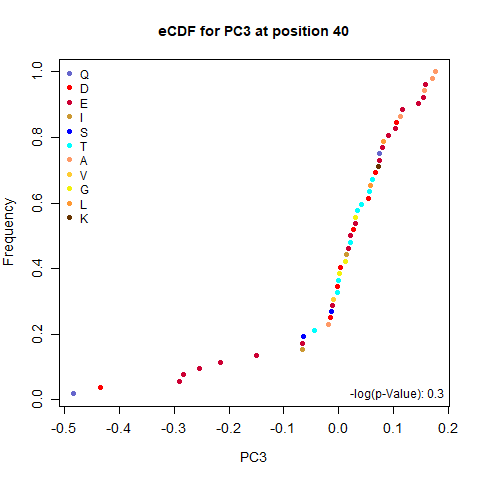 eCDF for PC3 at position 40
Frequency
1.0
0.8
0.6
0.4
0.2
0.0
Q
D
E
I
S
T
A
V
G
L
K
-log(p-Value): 0.3
-0.5 -0.4 -0.3 -0.2 -0.1 0.0 0.1 0.2
PC3